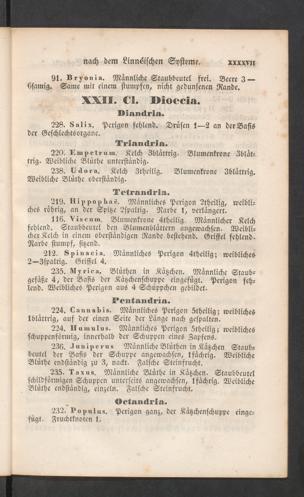 nach dem Linnéischen Systeme. XXXXVII
91. Bryonia. Männliche Staubbeutel frei. Beere 3—
6samig. Same mit einem stumpfen, nicht gedunsenen Rande.
XXII. Cl. Dioecia.
Diandria.
228. Salix. Perigon fehlend. Drüsen 1—2 an der Basis
der Geschlechtsorgane.
Triandria.
220. Empetrum. Kelch 3blättrig. Blumenkrone 3blät-
trig. Weibliche Blüthe unterständig.
238. Udora. Kelch 3theilig. Blumenkrone 3blättrig.
Weibliche Blüthe oberständig.
Tetrandria.
219. Hippophaë. Männliches Perigon 2theilig, weibli-
ches röhrig, an der Spitze 2spaltig. Narbe 1, verlängert.
116. Viscum. Blumenkrone 4theilig. Männlicher Kelch
fehlend. Staubbeutel den Blumenblättern angewachsen. Weibli-
cher Kelch in einem oberständigen Rande bestehend. Griffel fehlend.
Narbe stumpf, sitzend.
212. Spinacia. Männliches Perigon 4theilig; weibliches
2—3spaltig. Griffel 4.
235. Myrica. Blüthen in Kätzchen. Männliche Staub-
gefäße 4, der Basis der Kätzchenschuppe eingefügt. Perigon feh-
lend. Weibliches Perigon aus 4 Schüppchen gebildet.
Pentandria.
224. Cannabis. Männliches Perigon 5theilig; weibliches
1blättrig, auf der einen Seite der Länge nach gespalten.
224. Humulus. Männliches Perigon 5theilig; weibliches
schuppenförmig, innerhalb der Schuppen eines Zapfens.
236. Juniperus. Männliche Blüthen in Kätzchen. Staub-
beutel der Basis der Schuppe angewachsen, 1fächrig. Weibliche
Blüthe endständig zu 3, nackt. Falsche Steinfrucht.
235. Taxus. Männliche Blüthe in Kätzchen. Staubbeutel
schildförmigen Schuppen unterseits angewachsen, 1fächrig. Weibliche
Blüthe endständig, einzeln. Falsche Steinfrucht.
Octandria.
232. Populus. Perigon ganz, der Kätzchenschuppe einge-
fügt. Fruchtknoten 1.